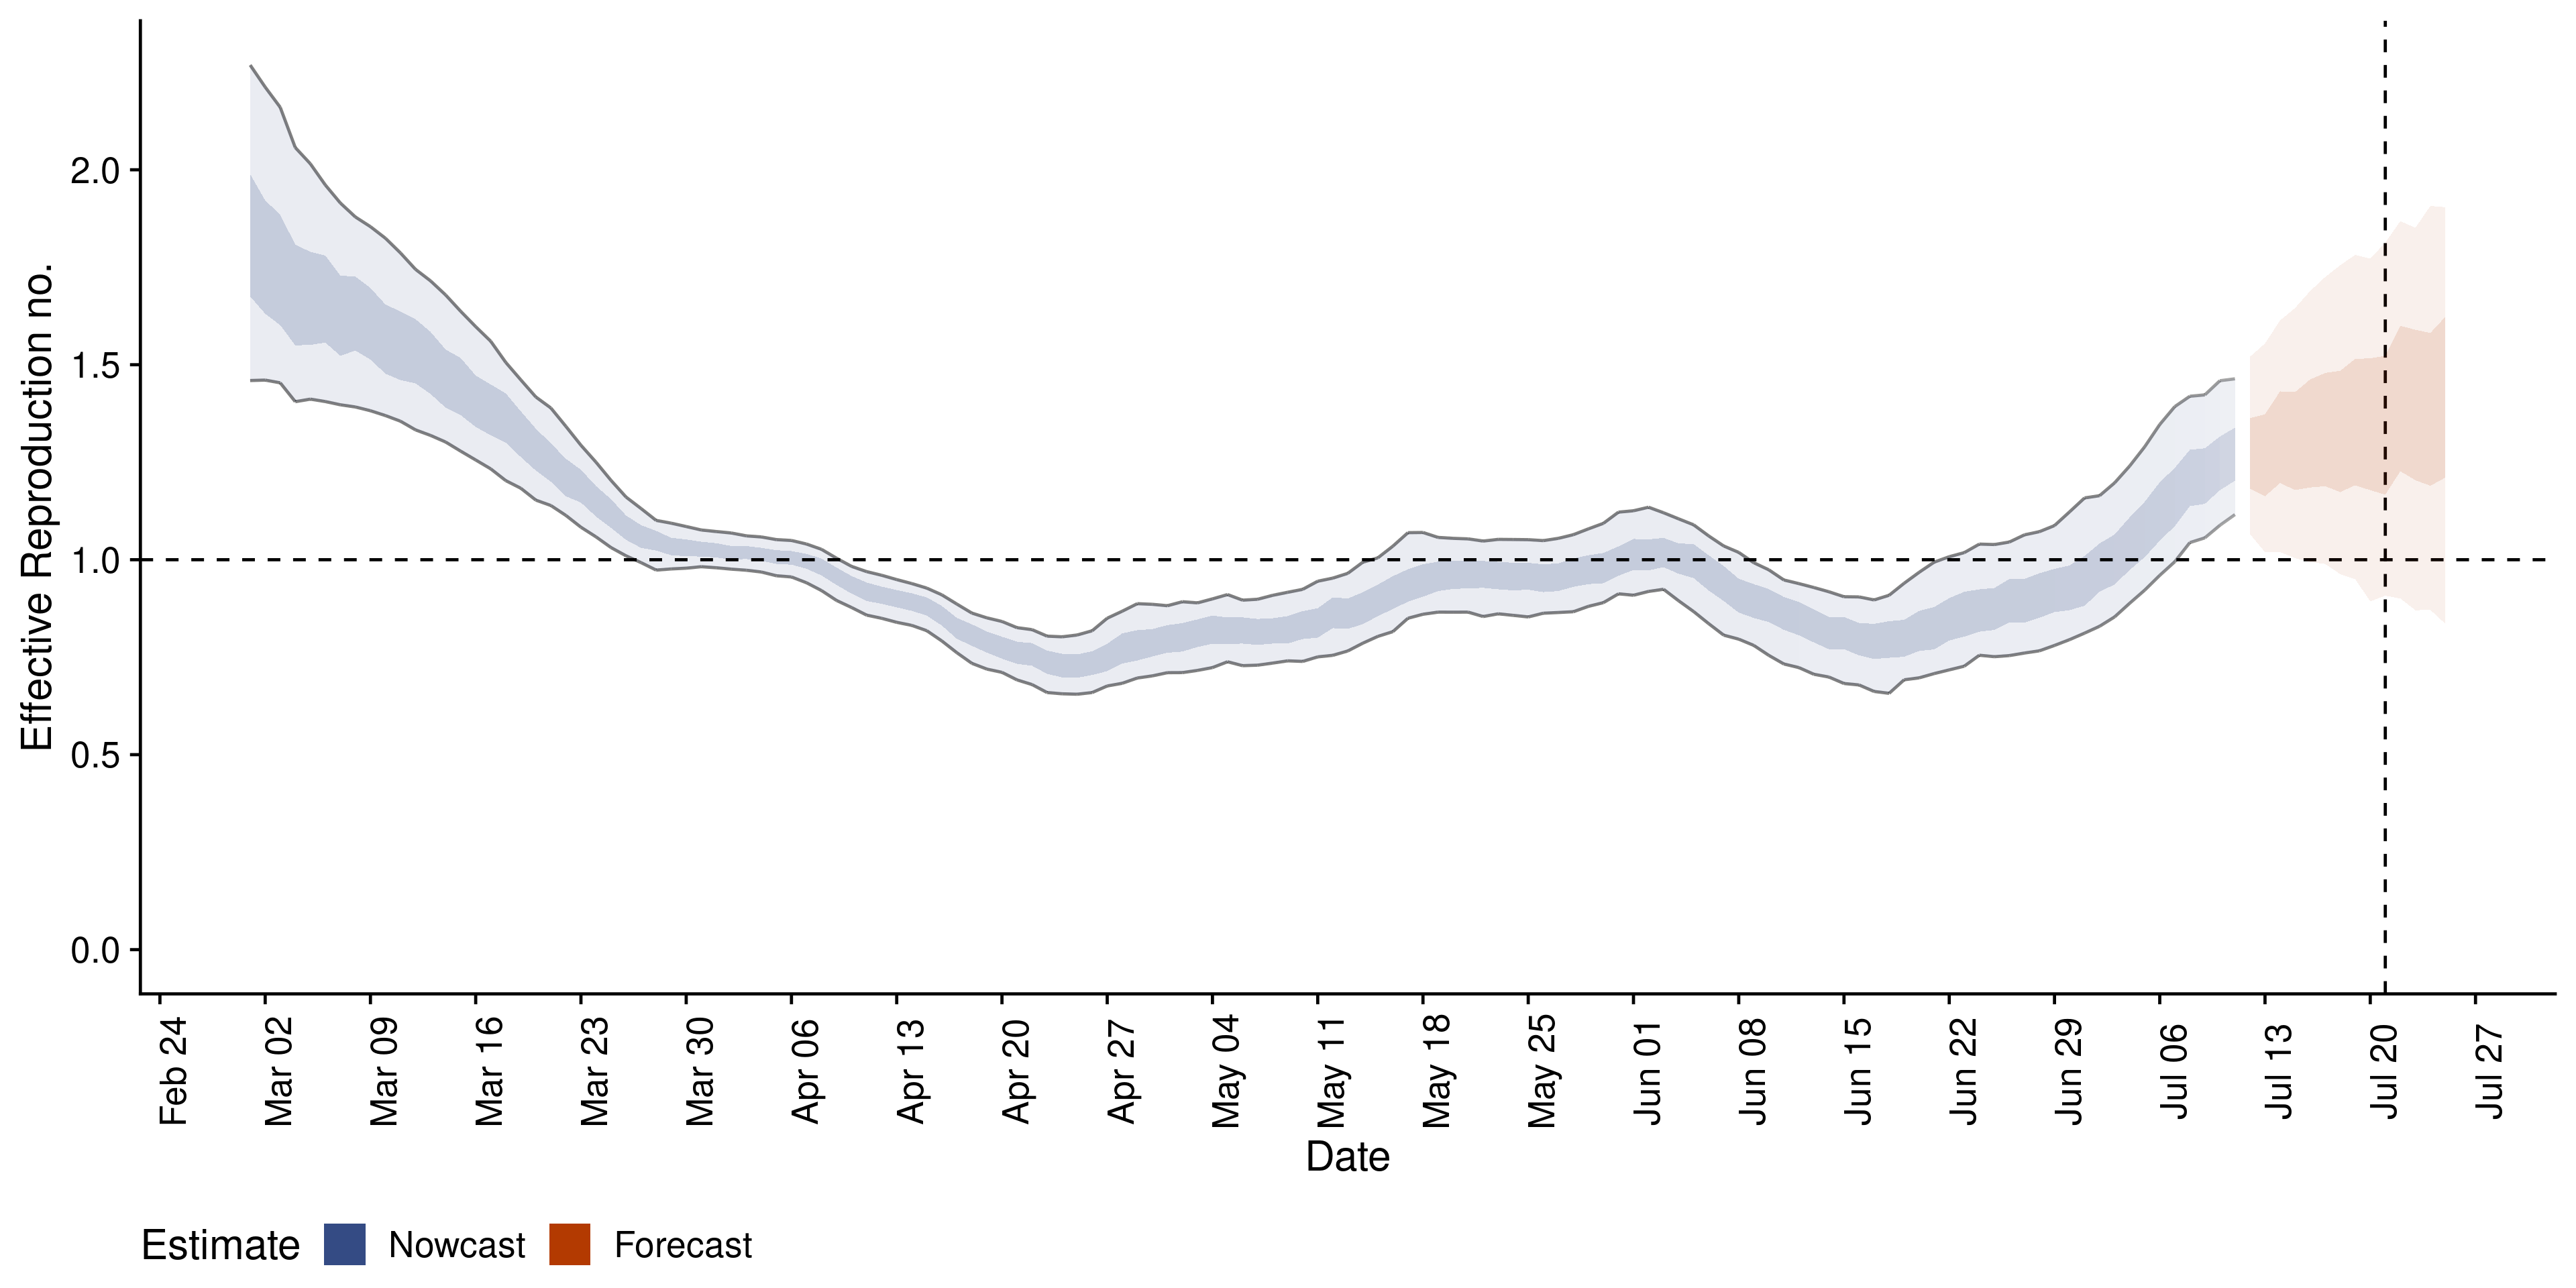 Effective Reproduction no.
2.0
1.5
1.0
0.5
0.0
Feb 24
Mar 02
Mar 09
Mar 16
Mar 23
Mar 30
Apr 06
Apr 13
Apr 20
Apr 27
May 04
May 11
May 18
May 25
Jun 01
Jun 08
Jun 15
Jun 22
Jun 29
Jul 06
Jul 13
Jul 20
Jul 27
Date
Estimate Nowcast Forecast